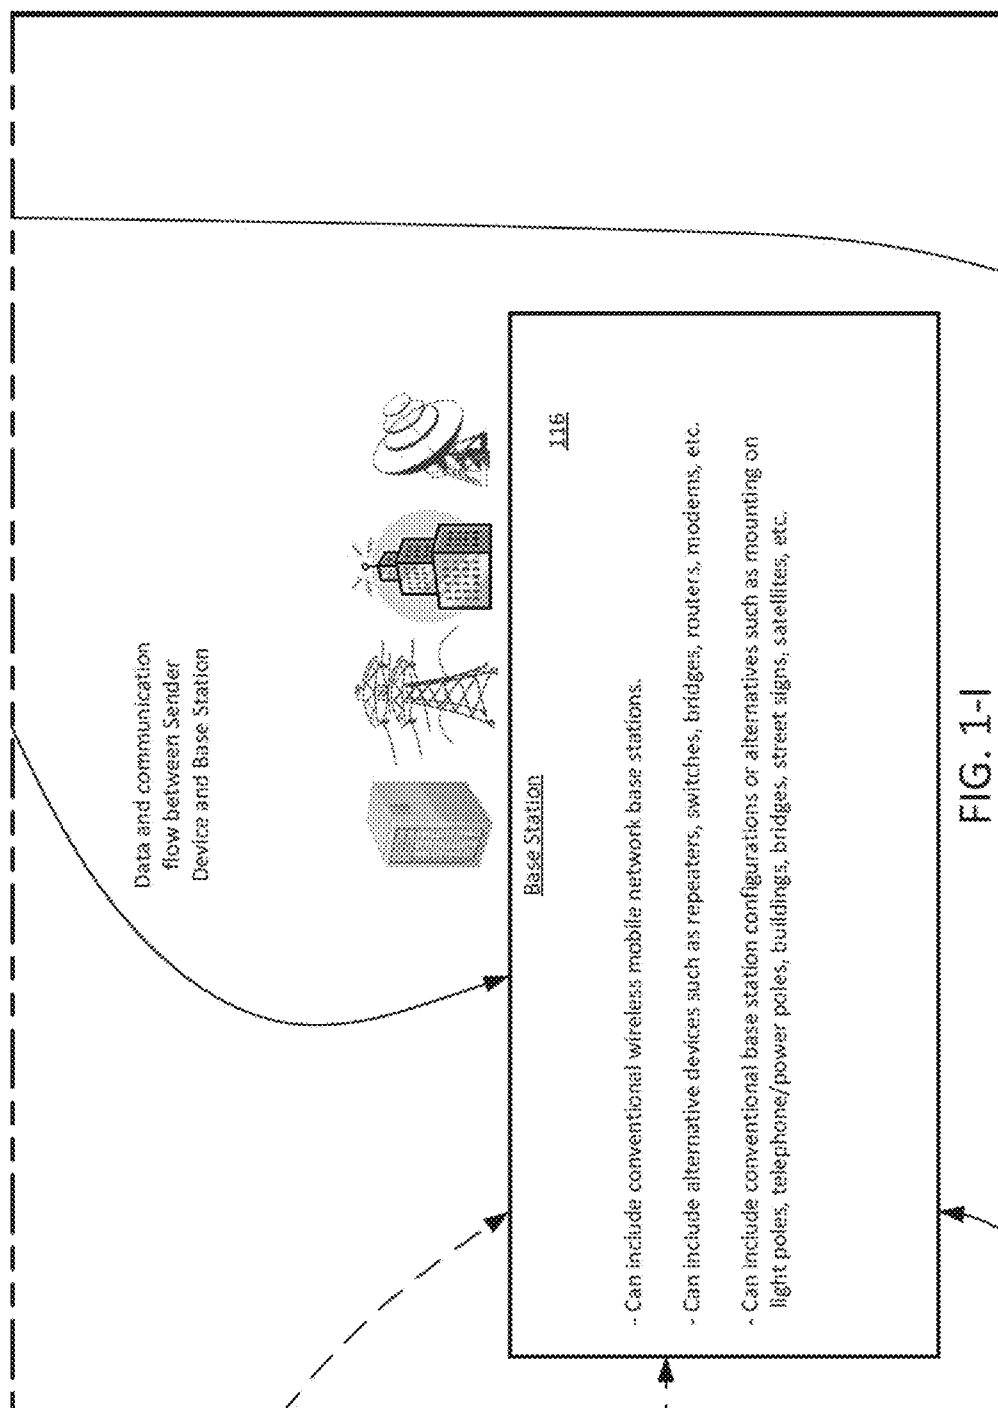 Data and communication
flow between Sender
Device and Base Station
Base Station
116
- Can include conventional wireless mobile network base stations.
- Can include alternative devices such as repeaters, switches, bridges, routers, modems, etc.
- Can include conventional base station configurations or alternatives such as mounting on
light poles, telephone/power poles, buildings, bridges, street signs, satellites, etc.
FIG. 1-I